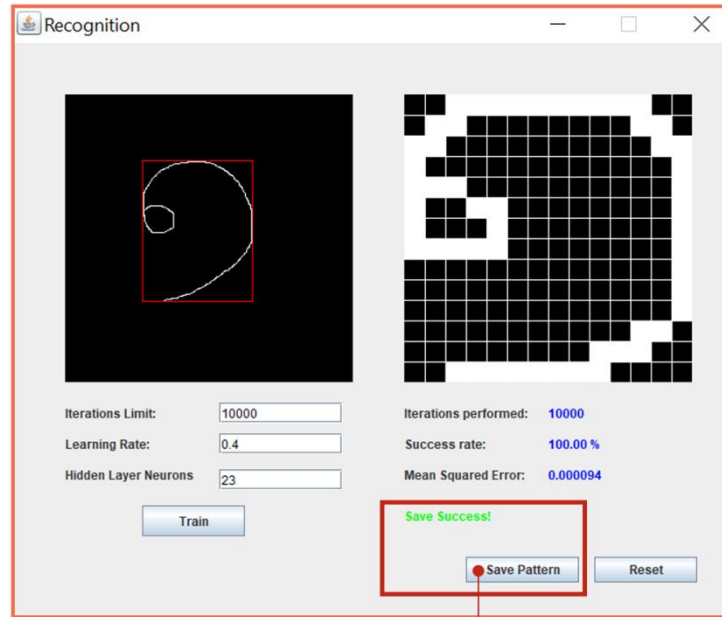 Recognition
Iterations Limit: 10000
Learning Rate: 0.4
Hidden Layer Neurons 23
Train
Iterations performed: 10000
Success rate: 100.00 %
Mean Squared Error: 0.000094
Save Success!
Save Pattern
Reset